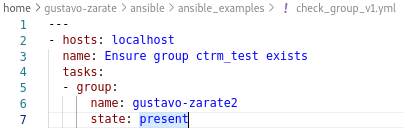 home > gustavo-zarate > ansible > ansible_examples > ! check_group_v1.yml
1 ---
2 - hosts: localhost
3   name: Ensure group ctrm_test exists
4   tasks:
5   - group:
6       name: gustavo-zarate2
7       state: present